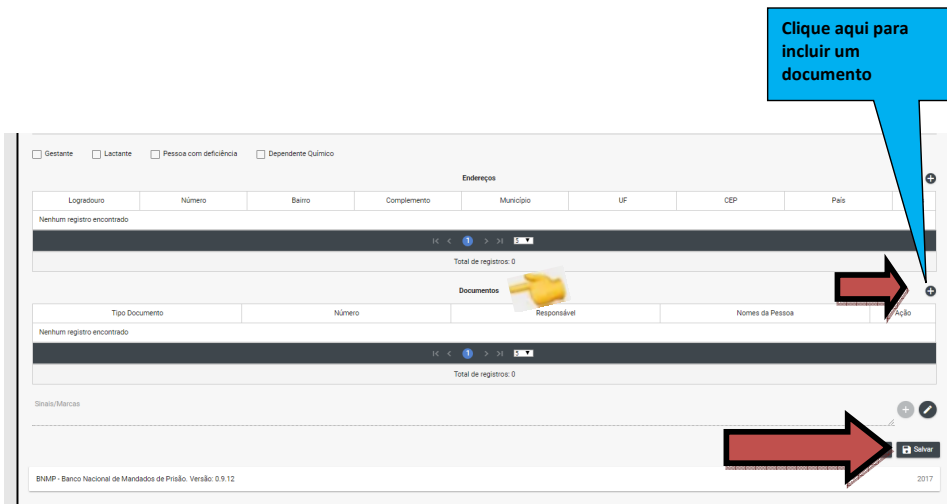 Clique aqui para
incluir um
documento
Gestante Lactante Pessoa com deficiência Dependente Químico
Endereços
Logradouro Número Bairro Complemento Município UF CEP País
Nenhum registro encontrado
1 5
Total de registros: 0
Documentos
Tipo Documento Número Responsável Nomes da Pessoa Ação
Nenhum registro encontrado
1 5
Total de registros: 0
Sinais/Marcas
Salvar
BNMP - Banco Nacional de Mandados de Prisão. Versão: 0.9.12 2017